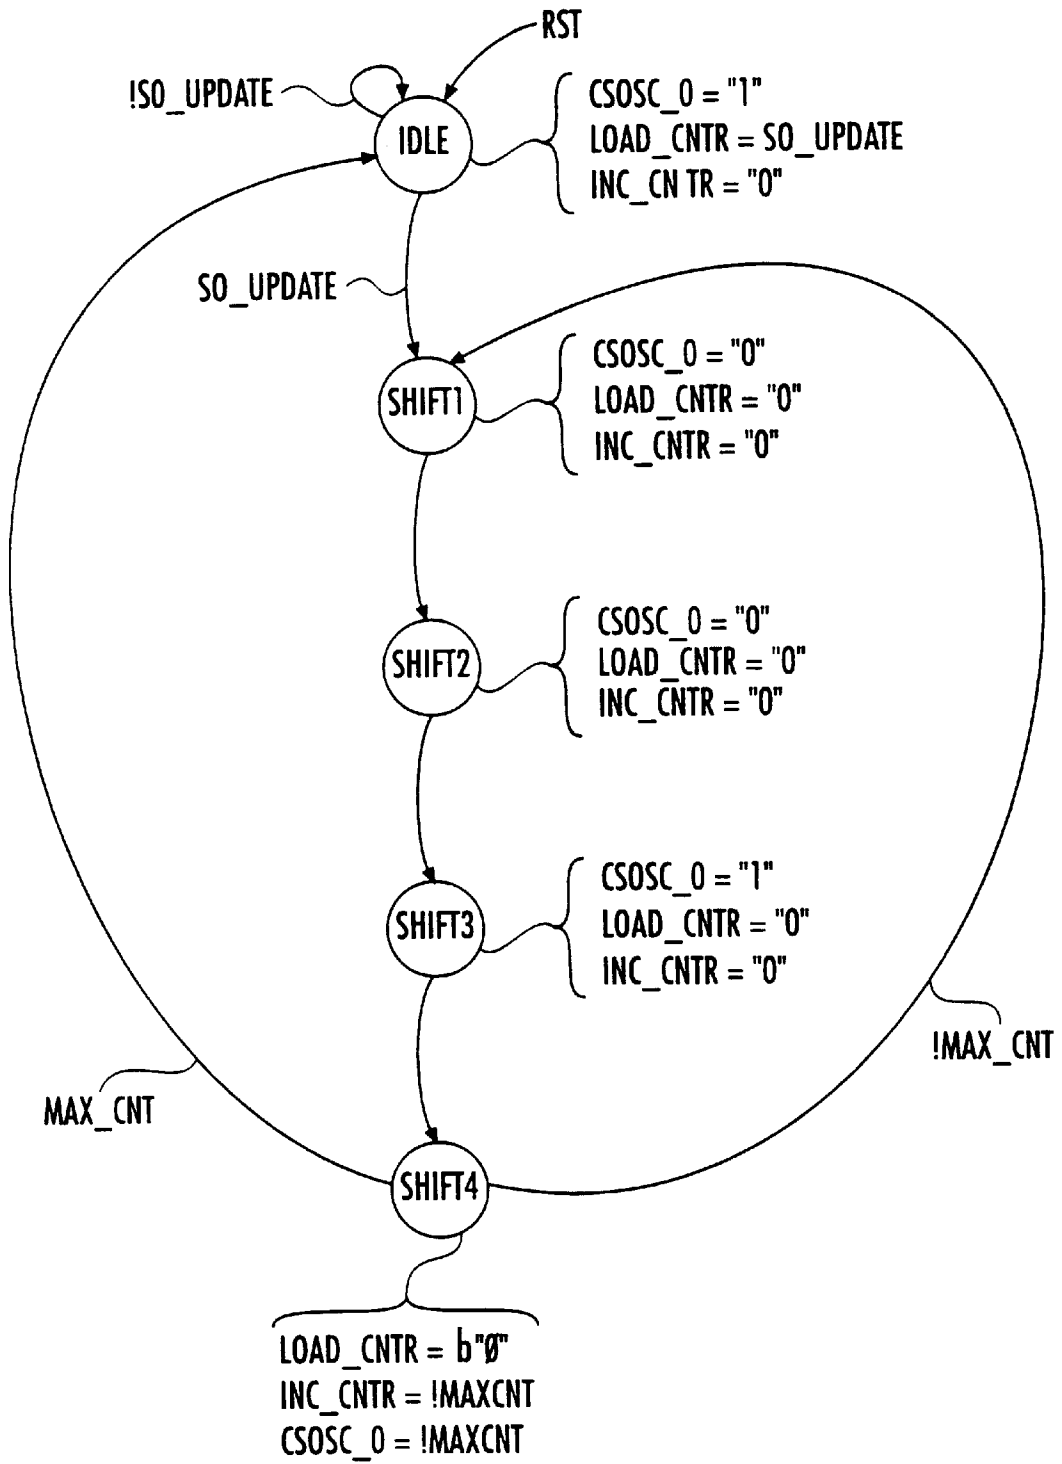 RST
!SO_UPDATE
IDLE
CSOSC_0 = "1"
LOAD_CNTR = SO_UPDATE
INC_CN TR = "0"
SO_UPDATE
SHIFT1
CSOSC_0 = "0"
LOAD_CNTR = "0"
INC_CNTR = "0"
SHIFT2
CSOSC_0 = "0"
LOAD_CNTR = "0"
INC_CNTR = "0"
SHIFT3
CSOSC_0 = "1"
LOAD_CNTR = "0"
INC_CNTR = "0"
!MAX_CNT
MAX_CNT
SHIFT4
LOAD_CNTR = b"Ø"
INC_CNTR = !MAXCNT
CSOSC_0 = !MAXCNT